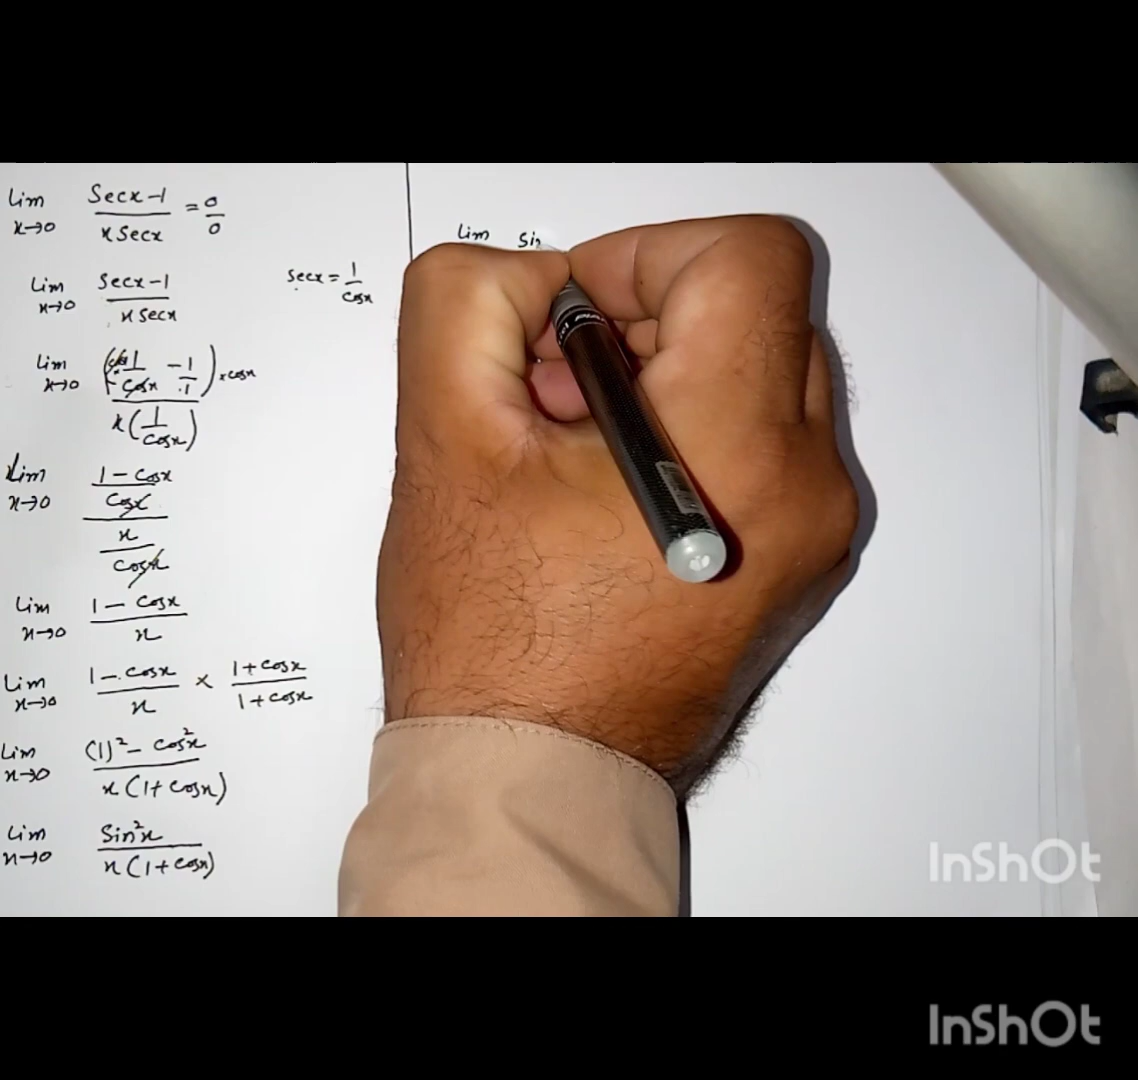 Lim x→0 Secx-1 / x Secx = 0/0
Lim x→0 Secx-1 / x Secx
Secx = 1/Cosx
Lim x→0 (1/Cosx - 1/1) × Cosx / x(1/Cosx)
Lim x→0 1-Cosx / Cosx / x / Cosx
Lim x→0 1-Cosx / x
Lim x→0 1-Cosx / x × 1+Cosx / 1+Cosx
Lim x→0 (1)² - Cos²x / x(1+Cosx)
Lim x→0 Sin²x / x(1+Cosx)
Lim Si
InShOt
InShOt